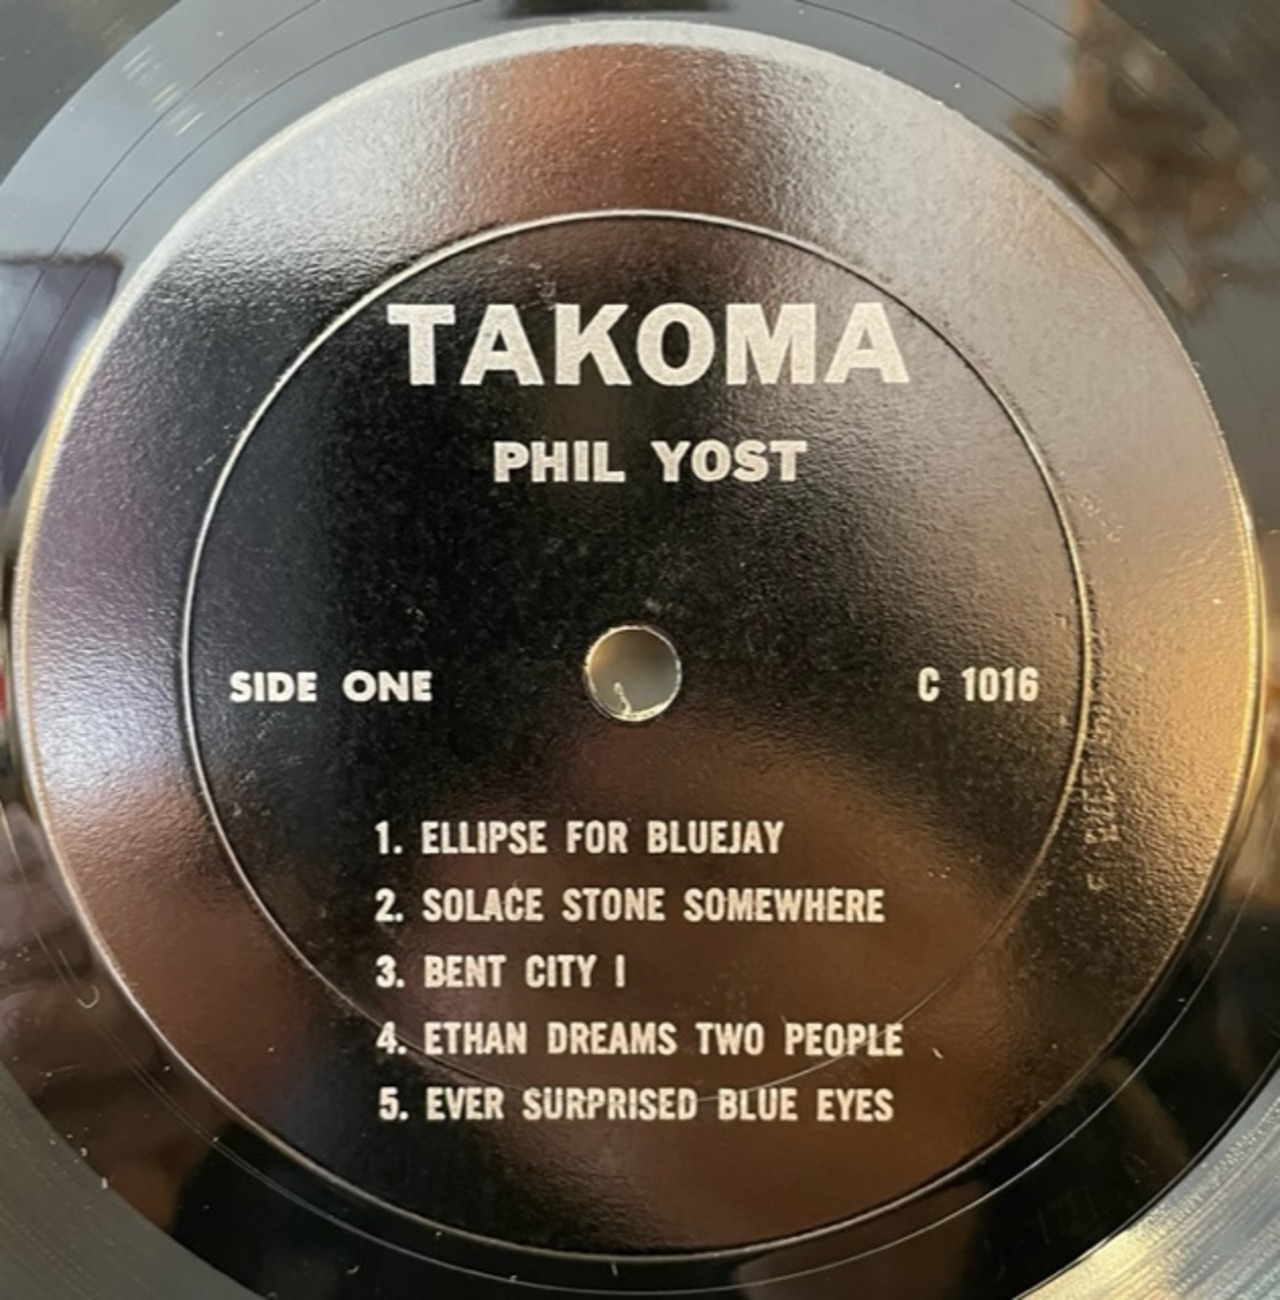 TAKOMA
PHIL YOST
SIDE ONE
C 1016
1. ELLIPSE FOR BLUEJAY
2. SOLACE STONE SOMEWHERE
3. BENT CITY I
4. ETHAN DREAMS TWO PEOPLE
5. EVER SURPRISED BLUE EYES